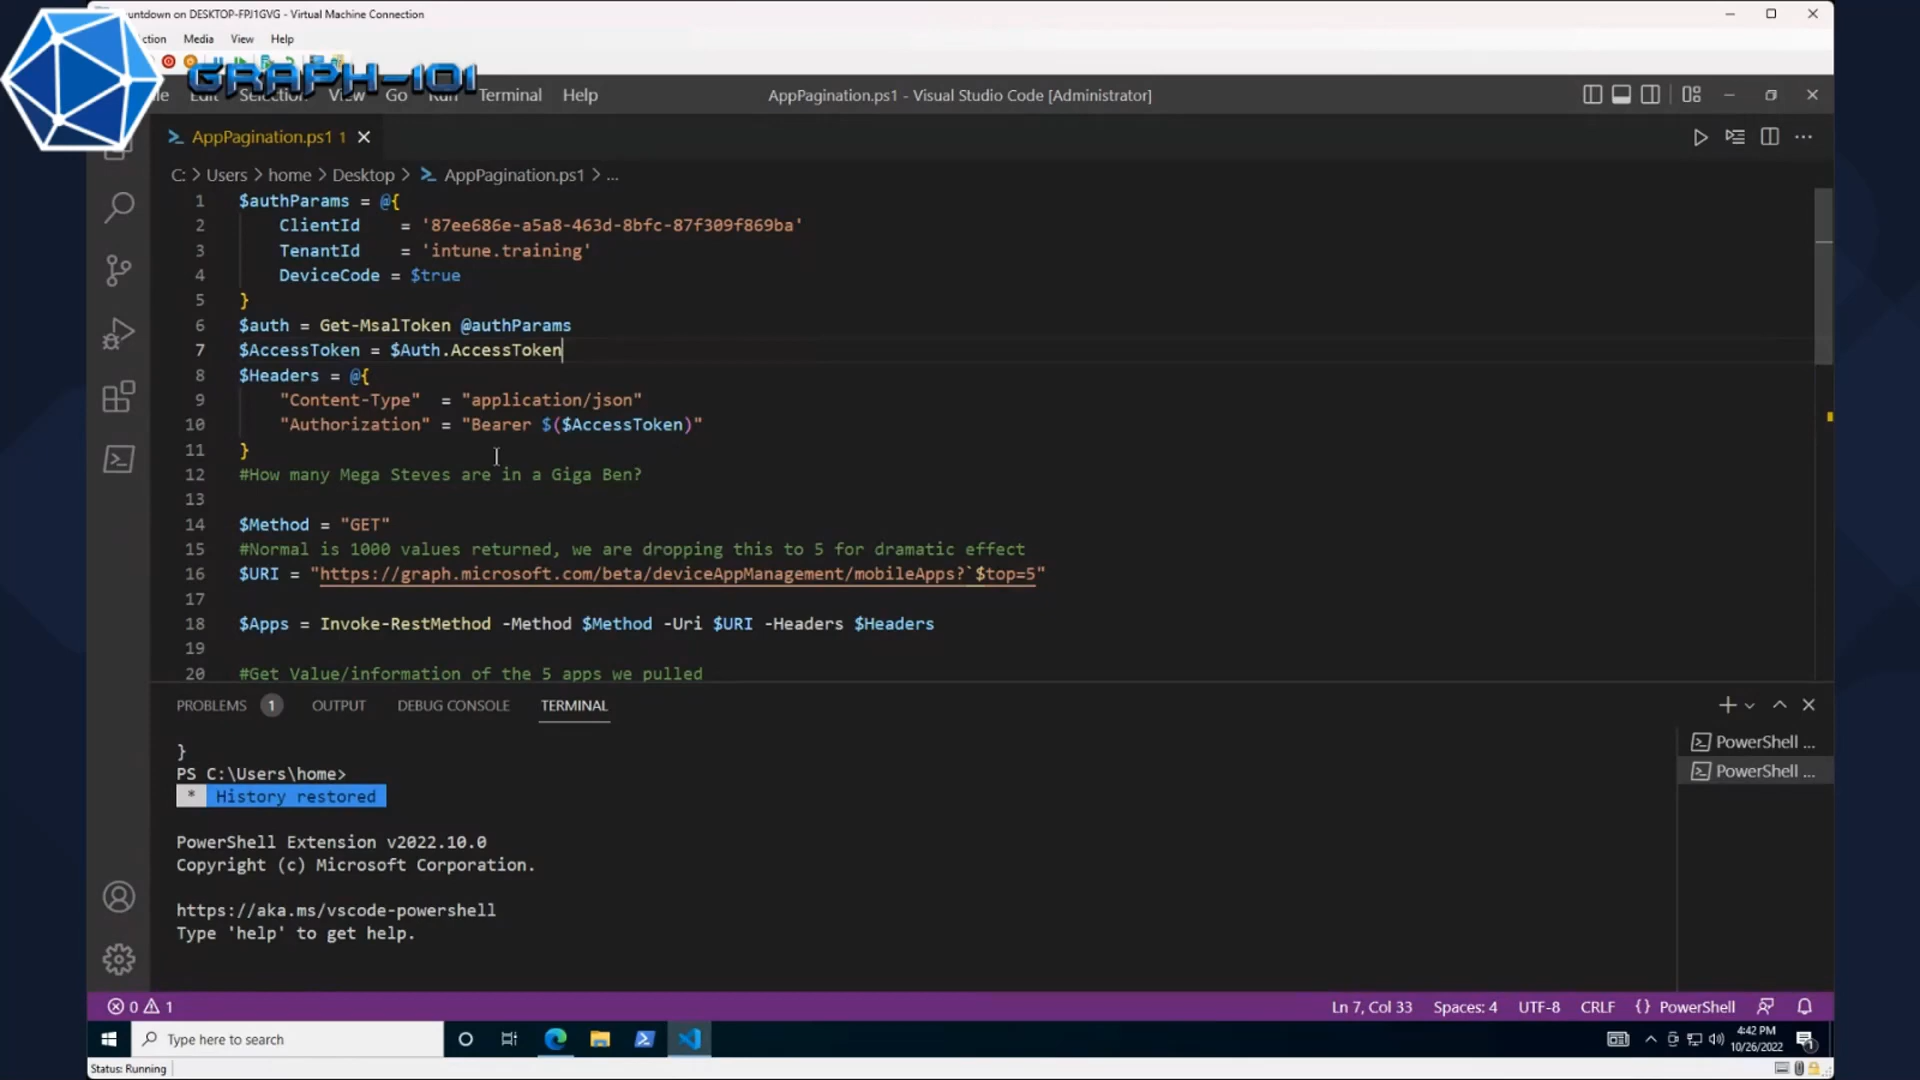 ountdown on DESKTOP-FPJ1GVG - Virtual Machine Connection
ction Media View Help
GRAPH-101
le Edit Selection View Go Run Terminal Help
AppPagination.ps1 - Visual Studio Code [Administrator]
AppPagination.ps1 1
C: > Users > home > Desktop > AppPagination.ps1 > ...
1 $authParams = @{
2 ClientId = '87ee686e-a5a8-463d-8bfc-87f309f869ba'
3 TenantId = 'intune.training'
4 DeviceCode = $true
5 }
6 $auth = Get-MsalToken @authParams
7 $AccessToken = $Auth.AccessToken
8 $Headers = @{
9 "Content-Type" = "application/json"
10 "Authorization" = "Bearer $($AccessToken)"
11 }
12 #How many Mega Steves are in a Giga Ben?
13
14 $Method = "GET"
15 #Normal is 1000 values returned, we are dropping this to 5 for dramatic effect
16 $URI = "https://graph.microsoft.com/beta/deviceAppManagement/mobileApps?`$top=5"
17
18 $Apps = Invoke-RestMethod -Method $Method -Uri $URI -Headers $Headers
19
20 #Get Value/information of the 5 apps we pulled
PROBLEMS 1 OUTPUT DEBUG CONSOLE TERMINAL
}
PS C:\Users\home>
* History restored
PowerShell Extension v2022.10.0
Copyright (c) Microsoft Corporation.
https://aka.ms/vscode-powershell
Type 'help' to get help.
PowerShell ...
PowerShell ...
0 1
Ln 7, Col 33 Spaces: 4 UTF-8 CRLF {} PowerShell
Type here to search
4:42 PM
10/26/2022
1
Status: Running